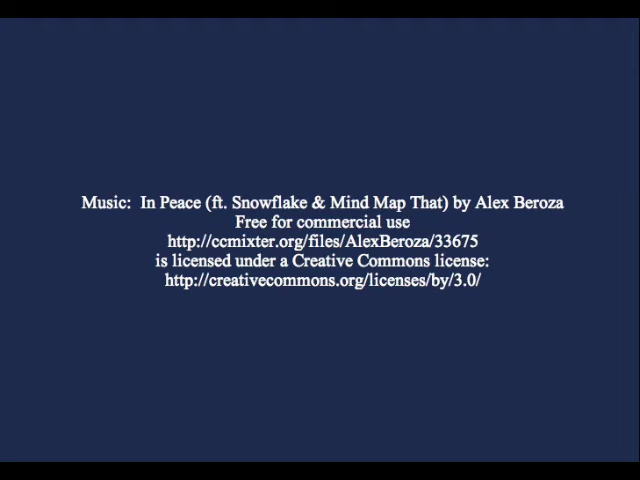 Music:  In Peace (ft. Snowflake & Mind Map That) by Alex Beroza
Free for commercial use
http://ccmixter.org/files/AlexBeroza/33675
is licensed under a Creative Commons license:
http://creativecommons.org/licenses/by/3.0/